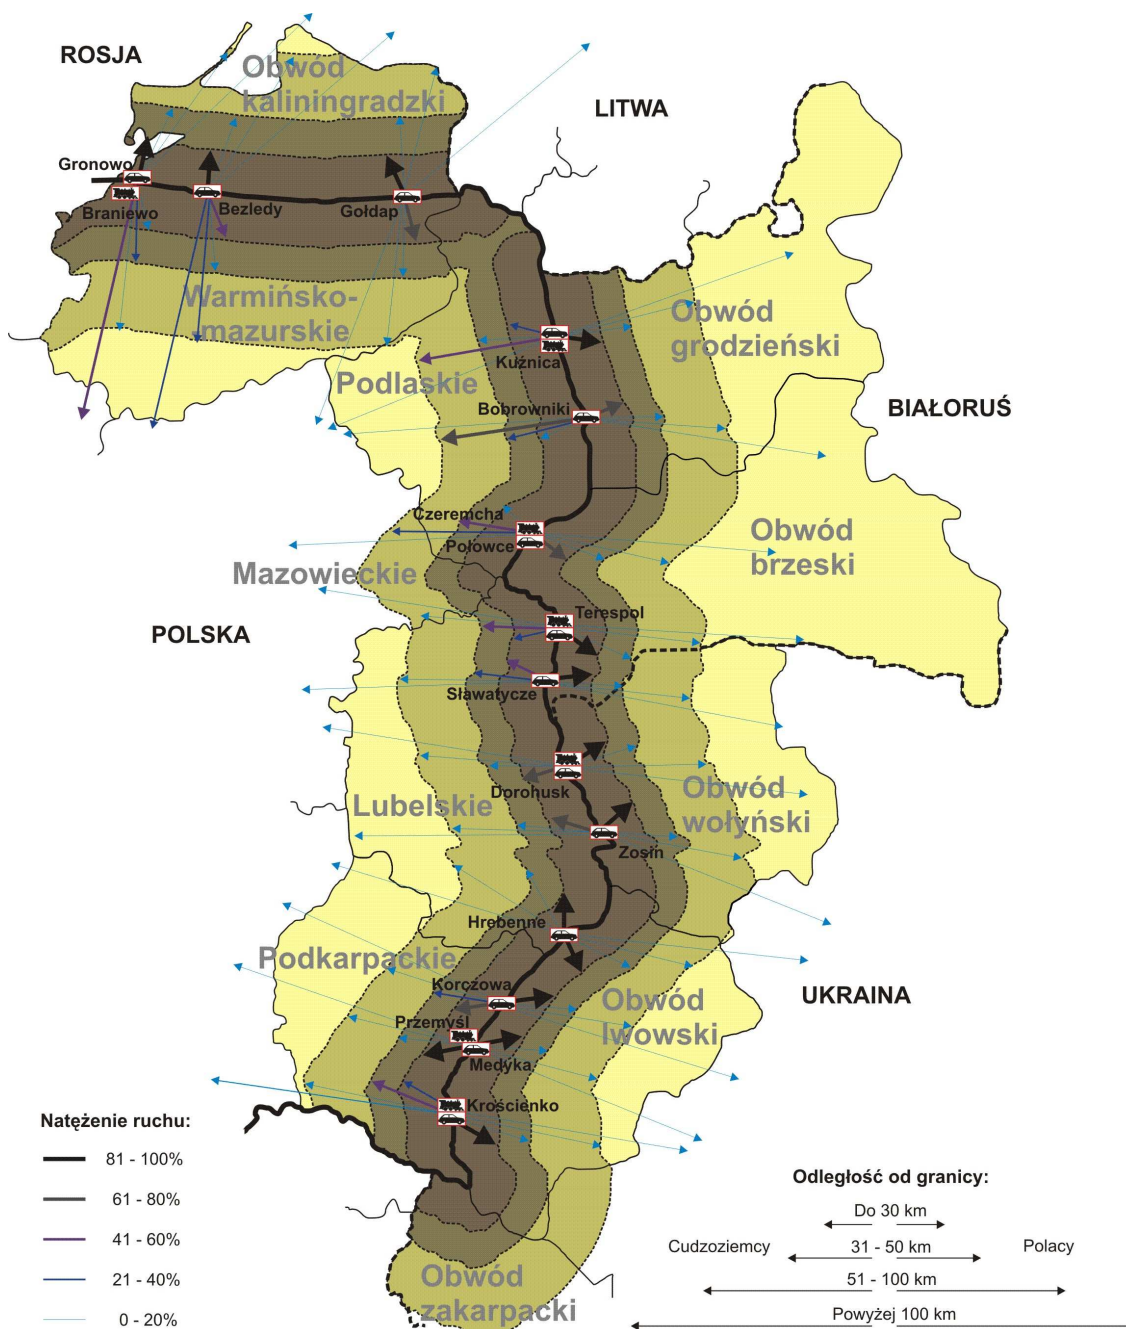 ROSJA
Obwód
kaliningradzki
LITWA
Gronowo
Braniewo
Bezledy
Gołdap
Warmińsko-
-mazurskie
Obwód
grodzieński
Kuźnica
Podlaskie
Bobrowniki
BIAŁORUŚ
Czeremcha
Połowce
Obwód
brzeski
Mazowieckie
Terespol
POLSKA
Sławatycze
Dorohusk
Obwód
wołyński
Lubelskie
Zosin
Hrebenne
Podkarpackie
Korczowa
UKRAINA
Obwód
lwowski
Przemyśl
Medyka
Krościenko
Natężenie ruchu:
81 - 100%
61 - 80%
41 - 60%
21 - 40%
0 - 20%
Obwód
zakarpacki
Odległość od granicy:
Do 30 km
Cudzoziemcy 31 - 50 km Polacy
51 - 100 km
Powyżej 100 km